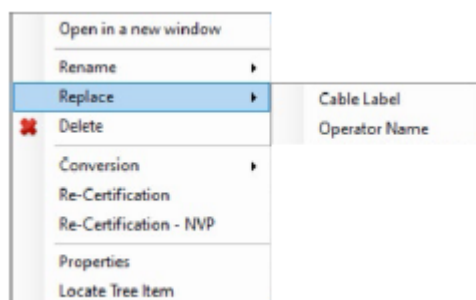 Open in a new window
Rename
Replace
Cable Label
Delete
Operator Name
Conversion
Re-Certification
Re-Certification - NVP
Properties
Locate Tree Item